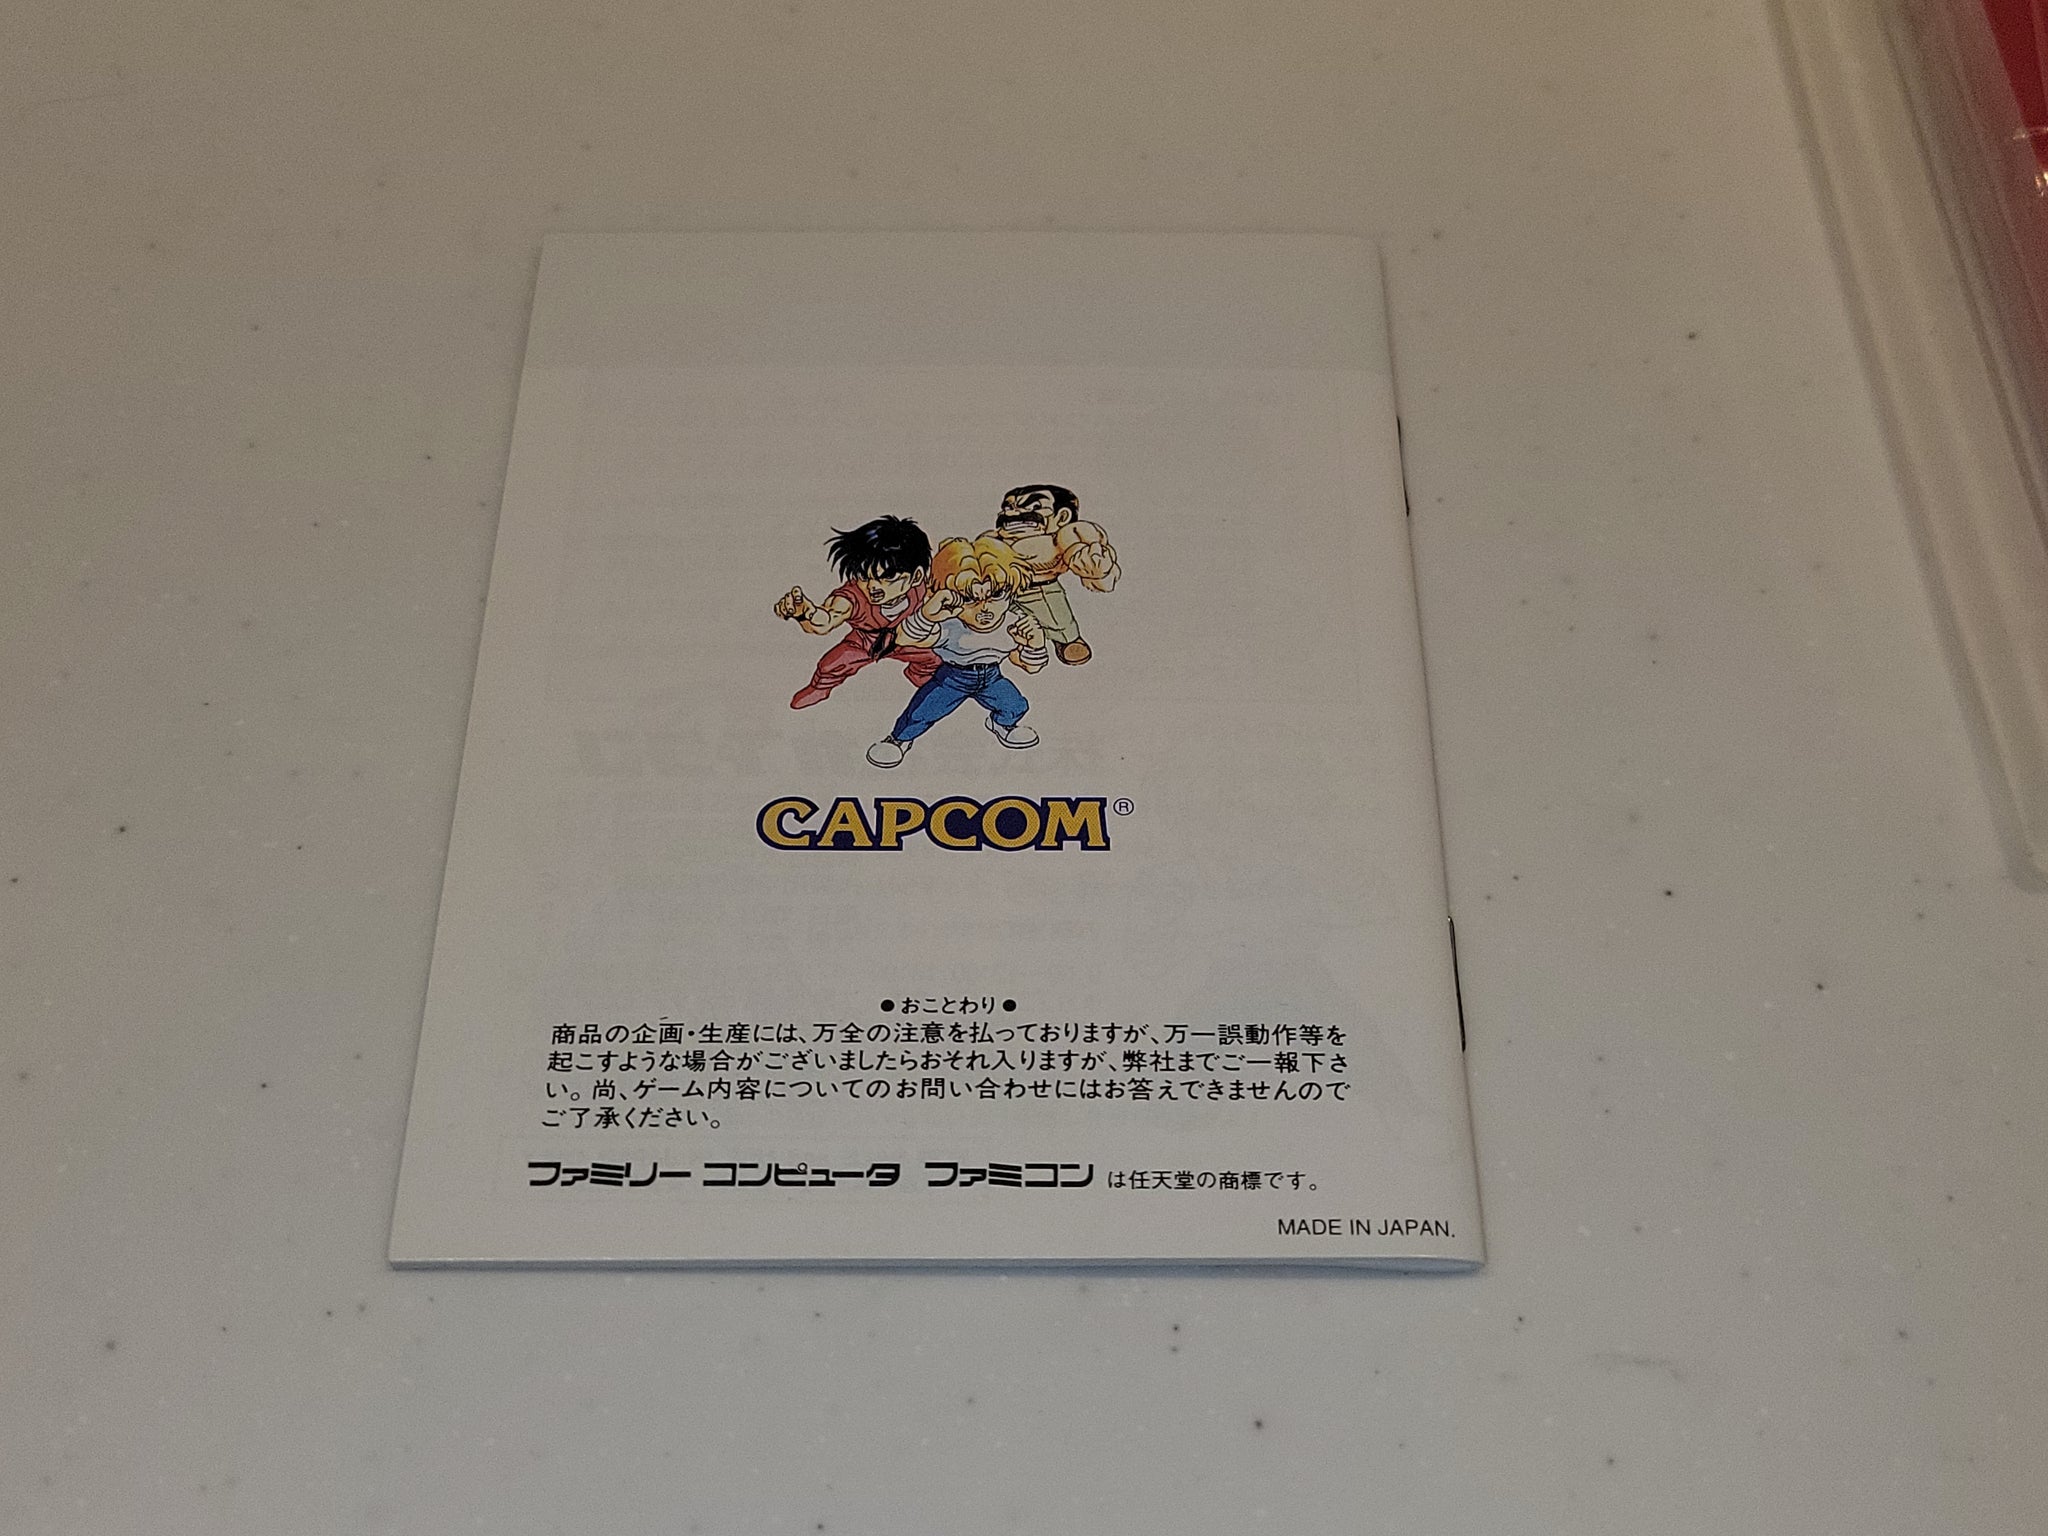 CAPCOM®
●おことわり●
商品の企画・生産には、万全の注意を払っておりますが、万一誤動作等を
起こすような場合がございましたらおそれ入りますが、弊社までご一報下さ
い。尚、ゲーム内容についてのお問い合わせにはお答えできませんので
ご了承ください。
ファミリー コンピュータ ファミコン は任天堂の商標です。
MADE IN JAPAN.